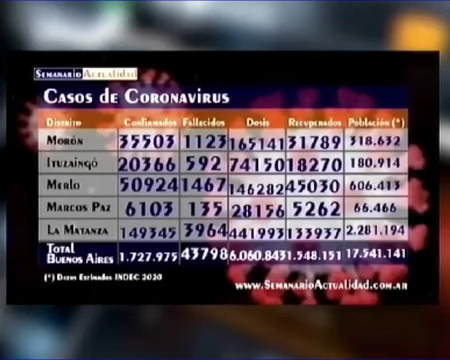 Semanario Actualidad
Casos de Coronavirus
Distrito Confirmados Fallecidos Dosis Recuperados Población (*)
Morón 35503 1123 165141 31789 318.632
Ituzaingó 20366 592 74150 18270 180.914
Merlo 50924 1467 146282 45030 606.413
Marcos Paz 6103 135 28156 5262 66.466
La Matanza 149345 3964 441993 133937 2.281.194
Total
Buenos Aires 1.727.975 43798 6.060.843 1.548.151 17.541.141
(*) Datos Estimados INDEC 2020
www.SemanarioActualidad.com.ar